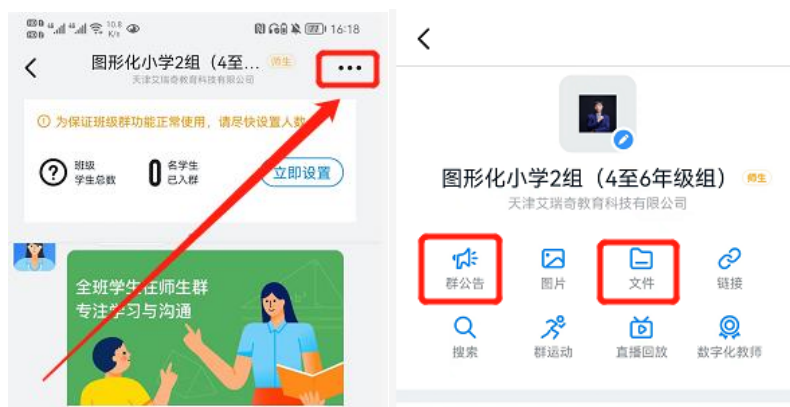 10.8
K/s
77
16:18
图形化小学2组（4至...
师生
天津艾瑞奇教育科技有限公司
为保证班级群功能正常使用，请尽快设置人数
?
班级
学生总数
0
名学生
已入群
立即设置
全班学生在师生群
专注学习与沟通
图形化小学2组（4至6年级组）
师生
天津艾瑞奇教育科技有限公司
群公告
图片
文件
链接
搜索
群运动
直播回放
数字化教师